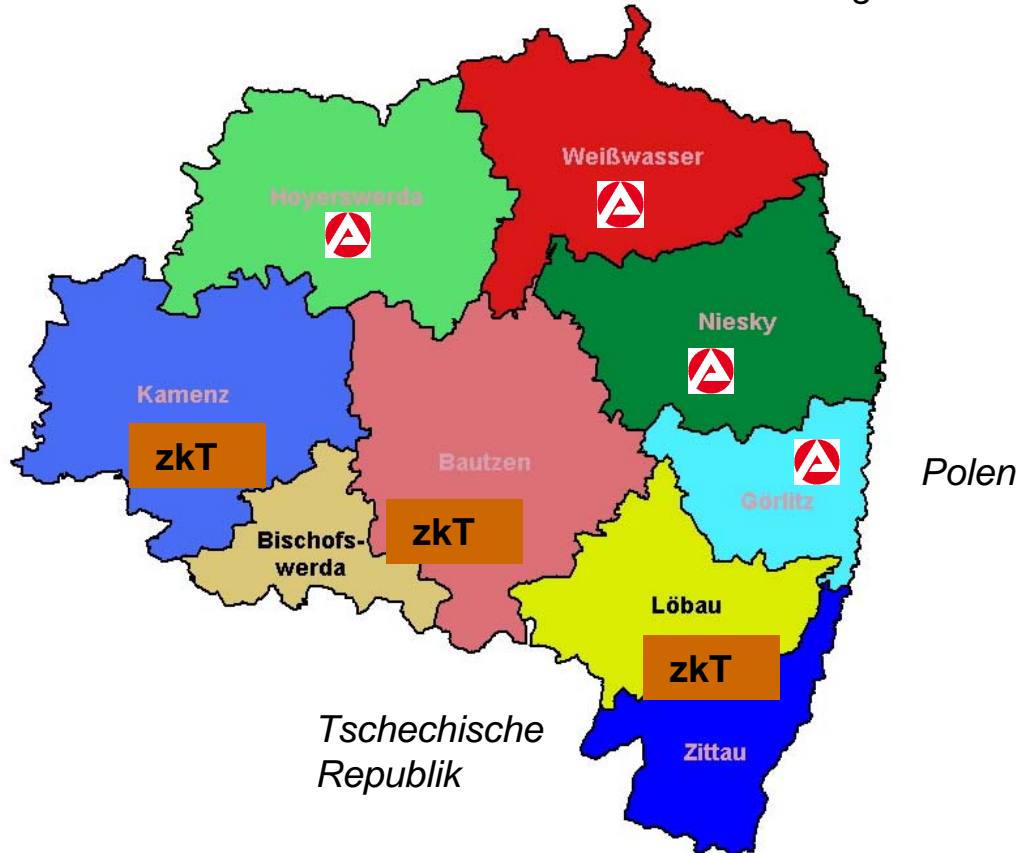 Weißwasser
Hoyerswerda
Niesky
Kamenz
zkT
Bautzen
Polen
Görlitz
zkT
Bischofs-
werda
Löbau
zkT
Tschechische
Republik
Zittau